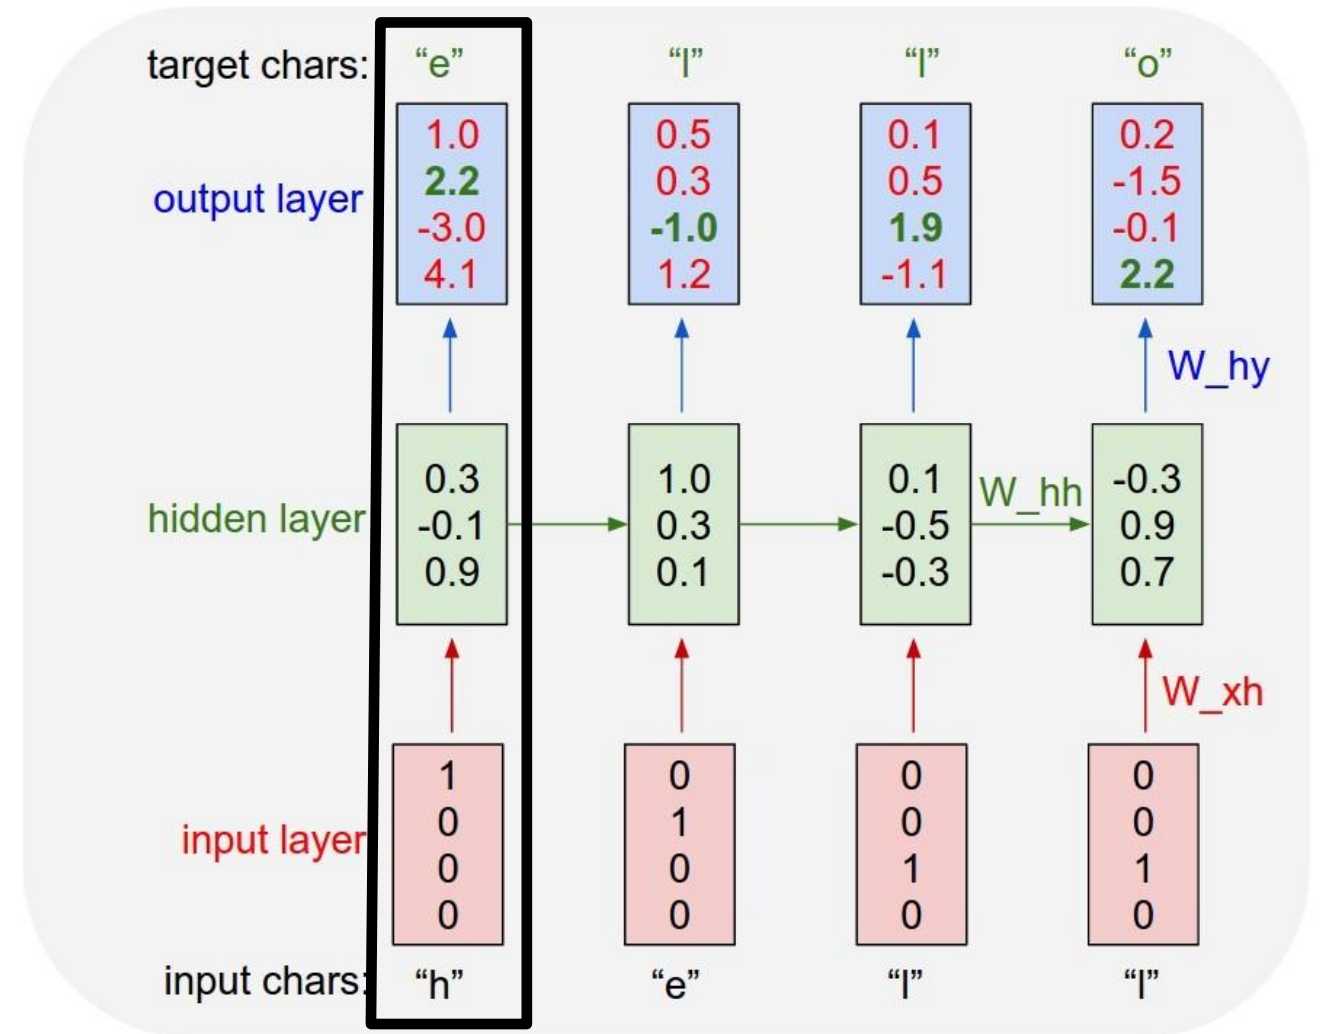 target chars: “e” “l” “l” “o”
1.0 0.5 0.1 0.2
2.2 0.3 0.5 -1.5
output layer
-3.0 -1.0 1.9 -0.1
4.1 1.2 -1.1 2.2
W_hy
0.3 1.0 0.1 -0.3
W_hh
hidden layer
-0.1 0.3 -0.5 0.9
0.9 0.1 -0.3 0.7
W_xh
1 0 0 0
0 1 0 0
input layer
0 0 1 1
0 0 0 0
input chars: “h” “e” “l” “l”